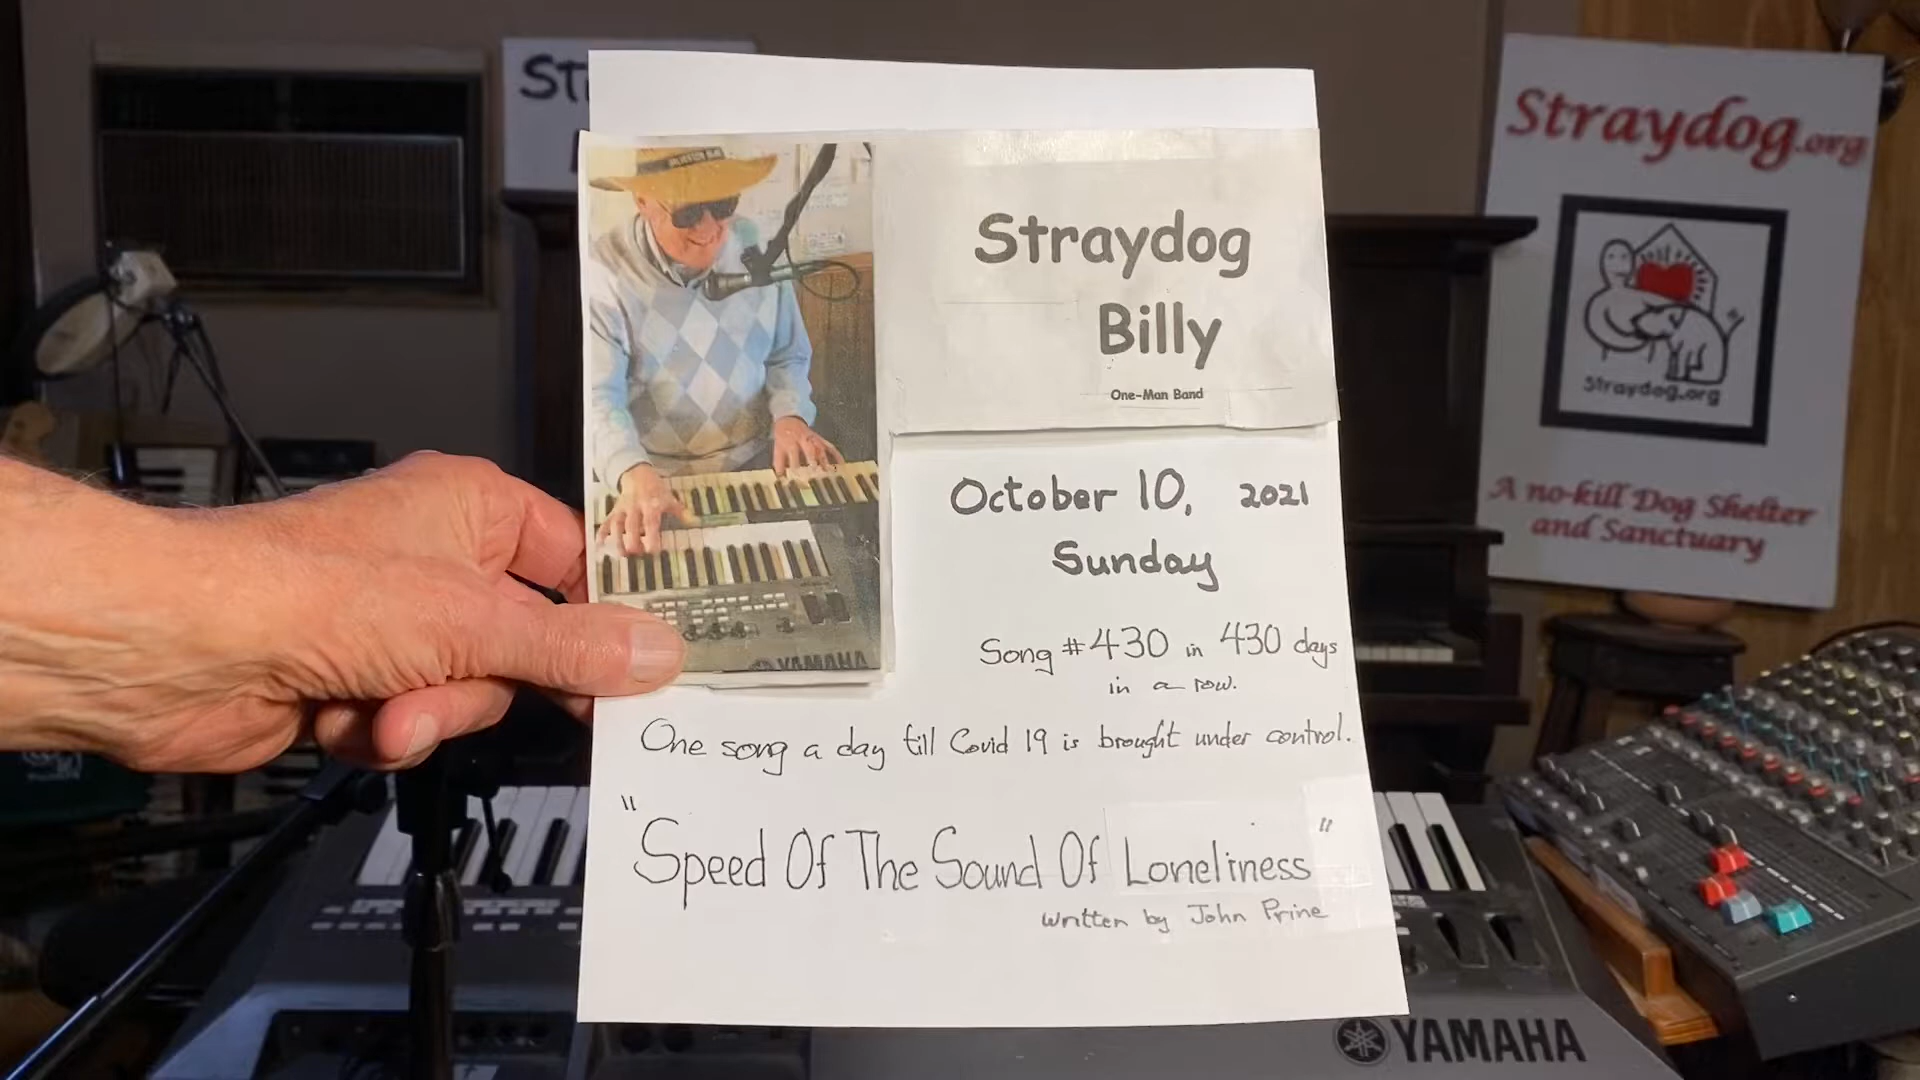 St
Straydog
Billy
One-Man Band
October 10, 2021
Sunday
Song #430 in 430 days
in a row.
One song a day till Covid 19 is brought under control.
"Speed Of The Sound Of Loneliness"
written by John Prine
YAMAHA
Straydog.org
Straydog.org
A no-kill Dog Shelter
and Sanctuary
YAMAHA